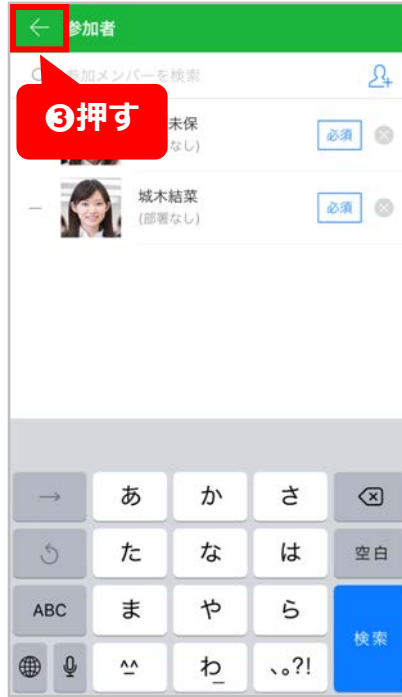 参加者
参加メンバーを検索
❸押す
未保
なし)
必須
城木結菜
(部署なし)
必須
→ あ か さ
た な は 空白
ABC ま や ら 検索
^^ わ 、。?!